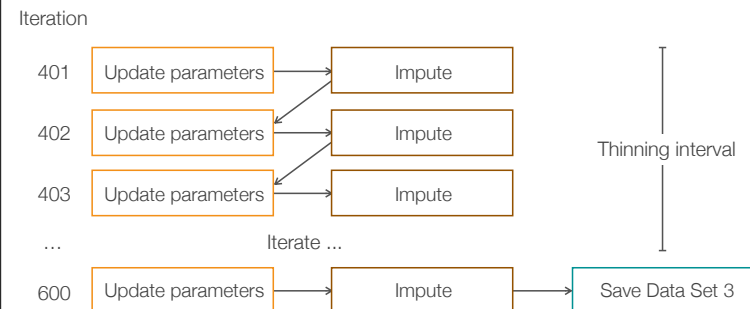 Iteration
401 Update parameters Impute
402 Update parameters Impute
Thinning interval
403 Update parameters Impute
... Iterate ...
600 Update parameters Impute Save Data Set 3